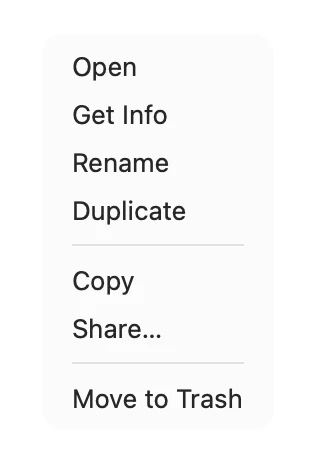 Open
Get Info
Rename
Duplicate
Copy
Share...
Move to Trash